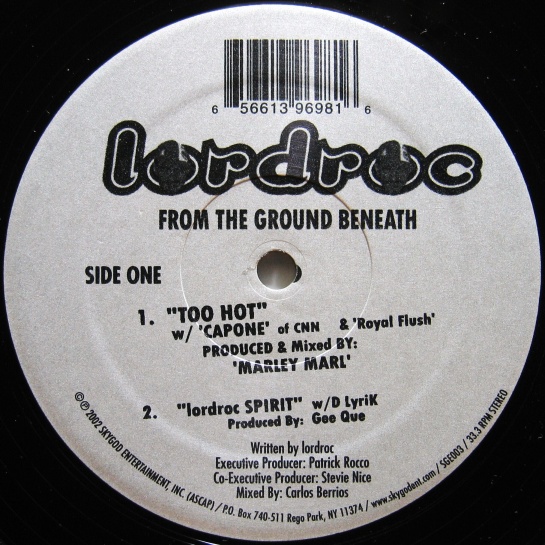 6 56613 96981 6
lordroc
FROM THE GROUND BENEATH
SIDE ONE
1. "TOO HOT"
w/ 'CAPONE' of CNN & 'Royal Flush'
PRODUCED & Mixed BY:
'MARLEY MARL'
2. "lordroc SPIRIT" w/D LyriK
Produced By: Gee Que
Written by lordroc
Executive Producer: Patrick Rocco
Co-Executive Producer: Stevie Nice
Mixed By: Carlos Berrios
©℗ 2002 SKYGOD ENTERTAINMENT, INC. (ASCAP) / P.O. Box 740-511 Rego Park, NY 11374 / www.skygodent.com / SGE003 / 33.3 RPM STEREO